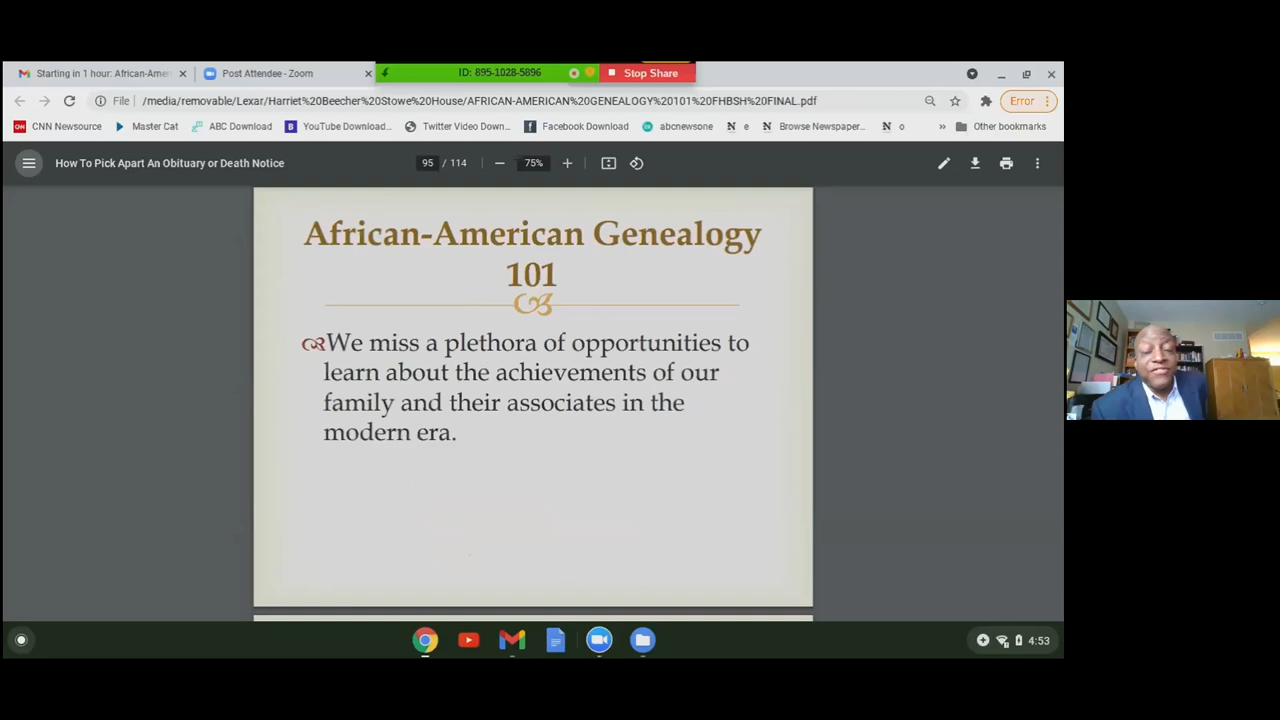 Starting in 1 hour: African-Amer
Post Attendee - Zoom
ID: 895-1028-5896
Stop Share
File
/media/removable/Lexar/Harriet%20Beecher%20Stowe%20House/AFRICAN-AMERICAN%20GENEALOGY%20101%20FHBSH%20FINAL.pdf
Error
CNN Newsource
Master Cat
ABC Download
YouTube Download...
Twitter Video Down...
Facebook Download
abcnewsone
N e
N Browse Newspaper...
N o
»
Other bookmarks
How To Pick Apart An Obituary or Death Notice
95 / 114
75%
African-American Genealogy
101
We miss a plethora of opportunities to
learn about the achievements of our
family and their associates in the
modern era.
4:53